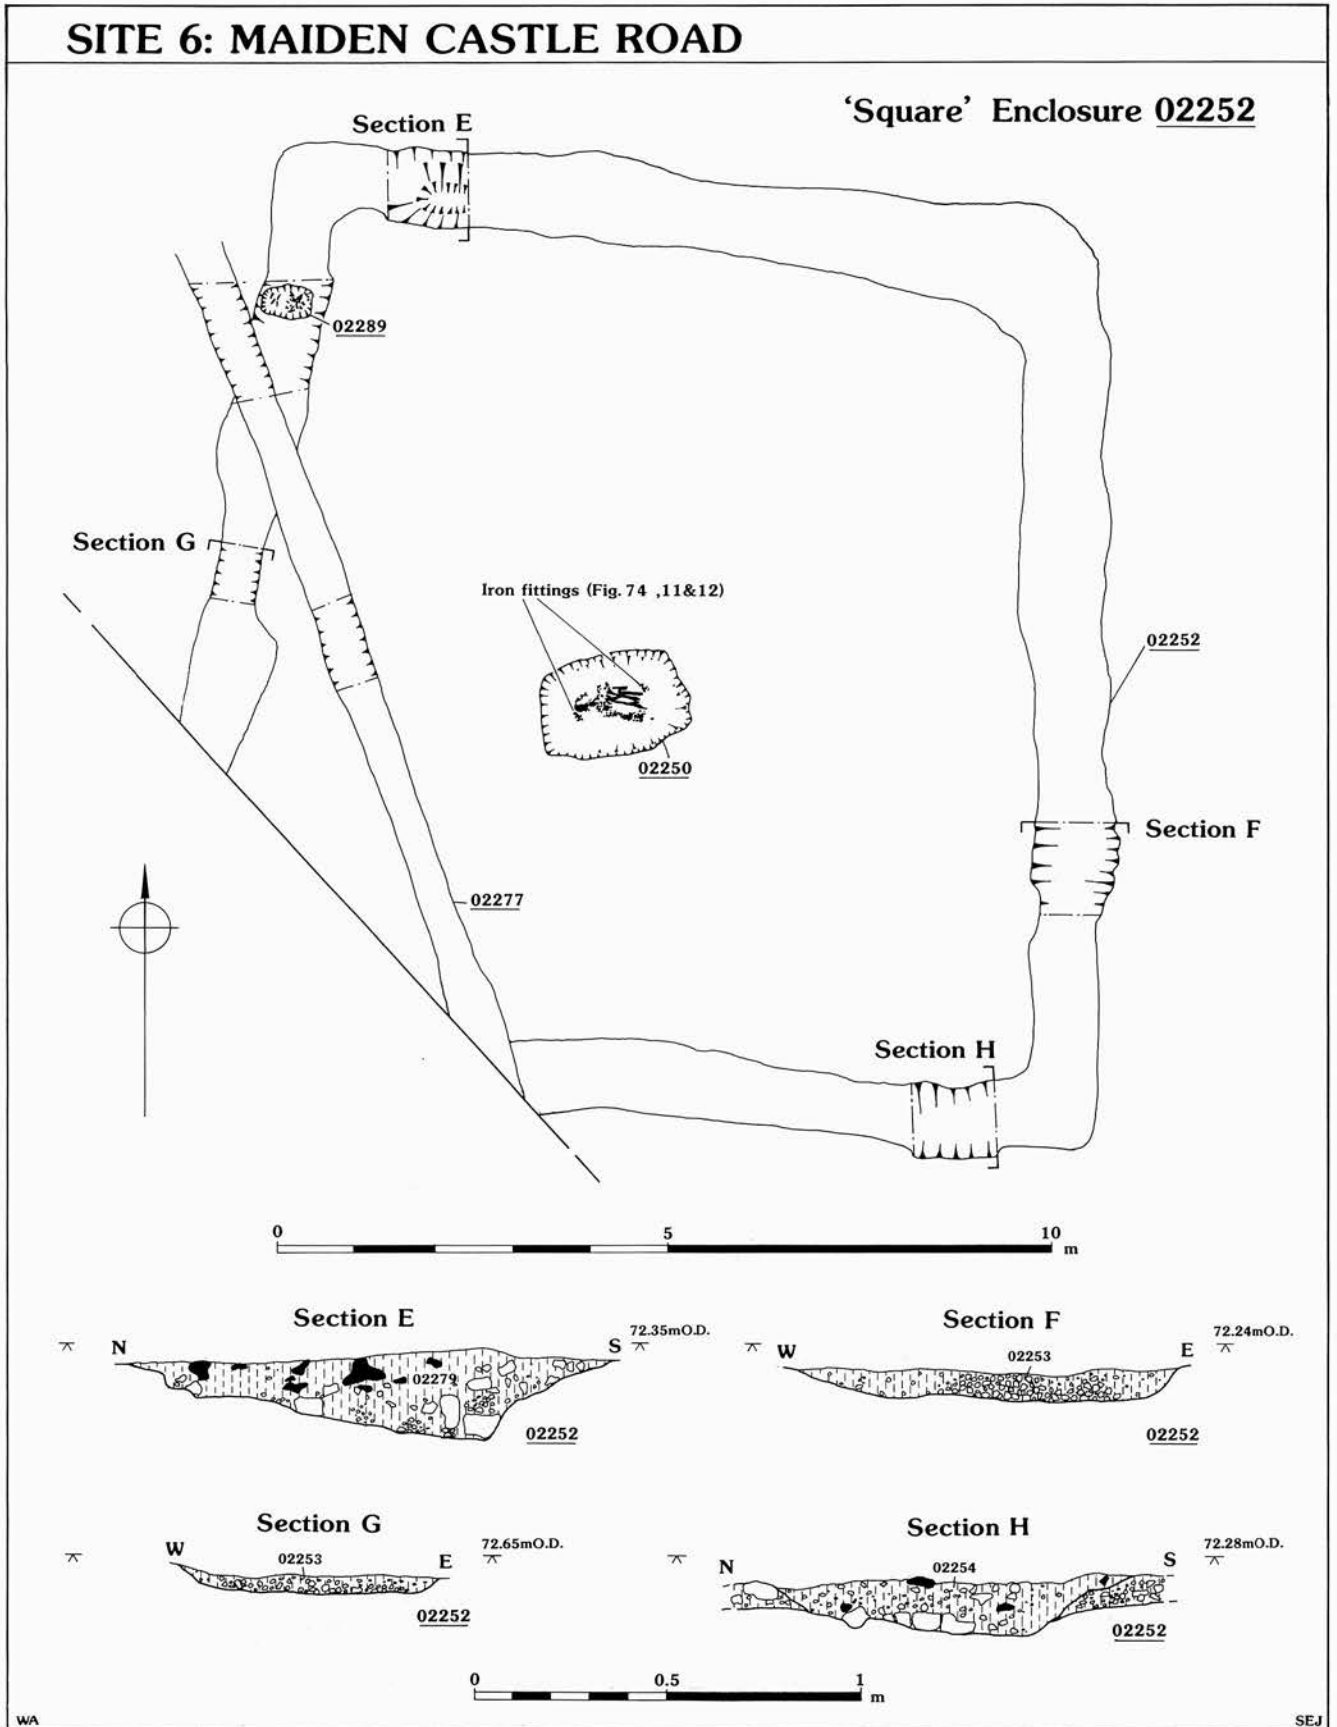 SITE 6: MAIDEN CASTLE ROAD
'Square' Enclosure 02252
Section E
02289
Section G
Iron fittings (Fig. 74 ,11&12)
02252
02250
Section F
02277
Section H
0 5 10 m
Section E
N S 72.35mO.D.
02279
02252
Section F
W E 72.24mO.D.
02253
02252
Section G
W E 72.65mO.D.
02253
02252
Section H
N S 72.28mO.D.
02254
02252
0 0.5 1 m
WA SEJ